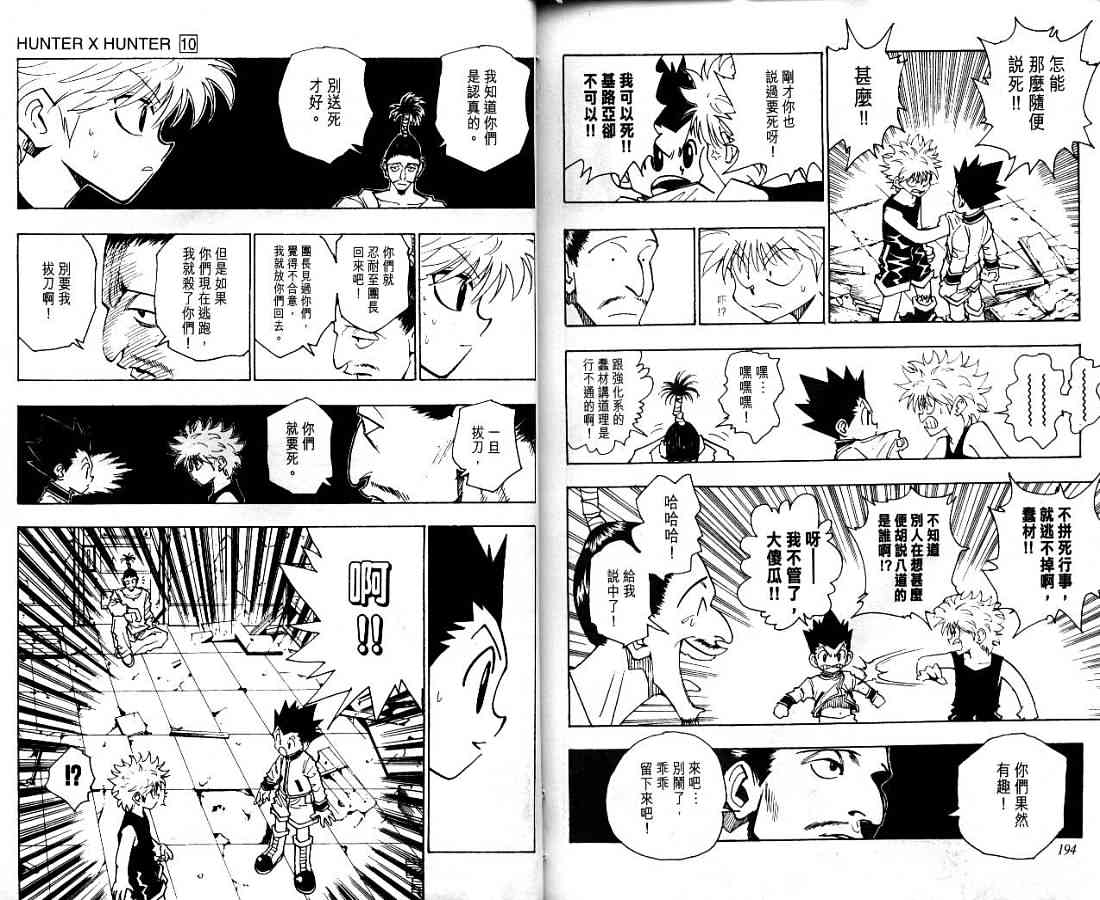 怎能
那麼隨便
說死!!
甚麼!!
剛才你也
說過要死呀!
我可以死!!
基路亞卻
不可以!!
吓!?
嘿…
嘿嘿嘿!
跟強化系的
蠢材講道理是
行不通的啊!
不拼死行事,
就逃不掉啊,
蠢材!!
不知道
別人在想甚麼
便胡說八道的
是誰啊!?
呀——
我不管了,
大傻瓜!!
哈哈哈!
給我
說中了!
你們果然
有趣!
來吧…
別鬧了,
乖乖
留下來吧!
194
HUNTER X HUNTER 10
我知道你們
是認真的。
別送死
才好。
你們就
忍耐至團長
回來吧!
團長見過你們,
覺得不合意,
我就放你們回去。
但是如果
你們現在逃跑,
我就殺了你們!
別要我
拔刀啊!
一旦
拔刀,
你們
就要死。
啊!!
!?